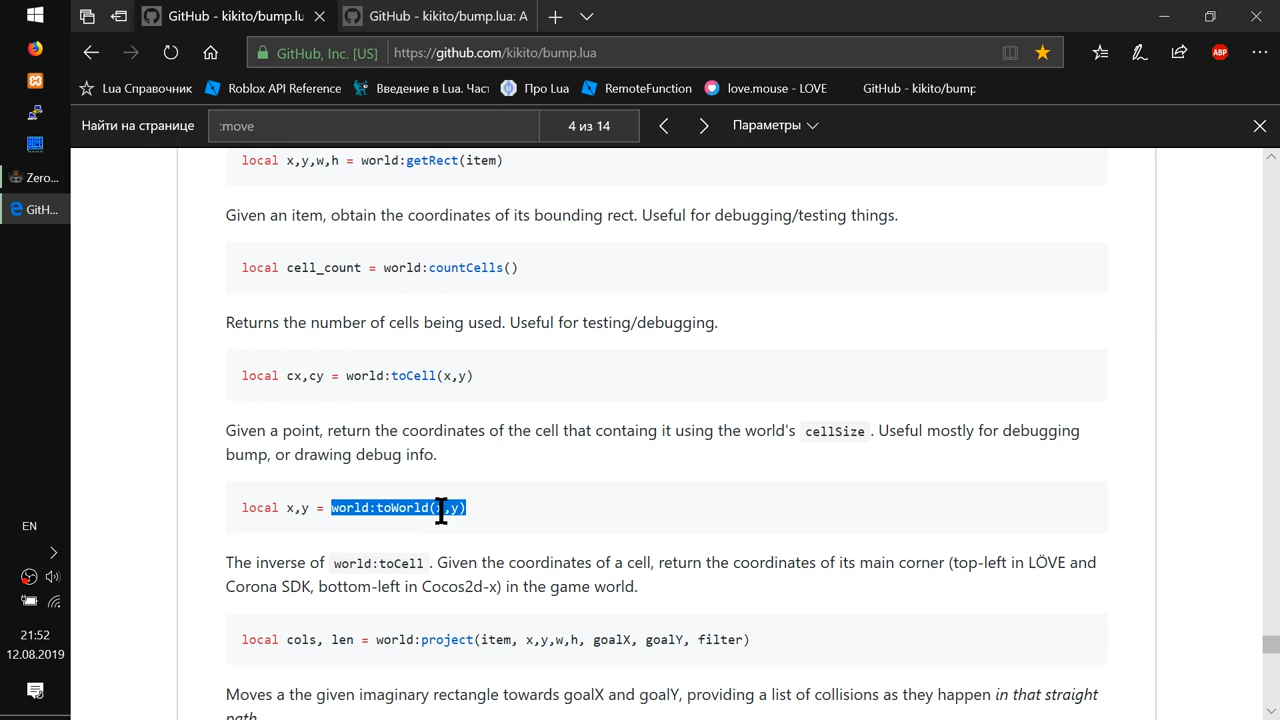 GitHub - kikito/bump.lu
GitHub - kikito/bump.lua: A
GitHub, Inc. [US]
https://github.com/kikito/bump.lua
ABP
Lua Справочник
Roblox API Reference
Введение в Lua. Част
Про Lua
RemoteFunction
love.mouse - LOVE
GitHub - kikito/bump
Найти на странице
:move
4 из 14
Параметры
Zero...
GitH...
local x,y,w,h = world:getRect(item)
Given an item, obtain the coordinates of its bounding rect. Useful for debugging/testing things.
local cell_count = world:countCells()
Returns the number of cells being used. Useful for testing/debugging.
local cx,cy = world:toCell(x,y)
Given a point, return the coordinates of the cell that containg it using the world's cellSize . Useful mostly for debugging
bump, or drawing debug info.
local x,y = world:toWorld(x,y)
The inverse of world:toCell . Given the coordinates of a cell, return the coordinates of its main corner (top-left in LÖVE and
Corona SDK, bottom-left in Cocos2d-x) in the game world.
local cols, len = world:project(item, x,y,w,h, goalX, goalY, filter)
Moves a the given imaginary rectangle towards goalX and goalY, providing a list of collisions as they happen in that straight
path.
EN
21:52
12.08.2019